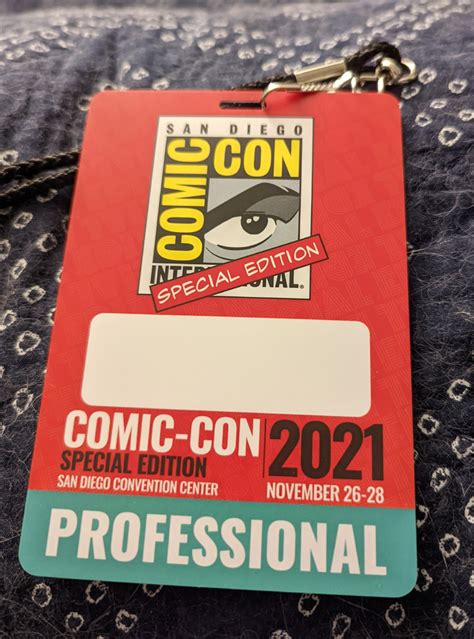 SAN DIEGO
COMIC
CON
INTERNATIONAL®
SPECIAL EDITION
COMIC-CON
SPECIAL EDITION
SAN DIEGO CONVENTION CENTER
2021
NOVEMBER 26-28
PROFESSIONAL